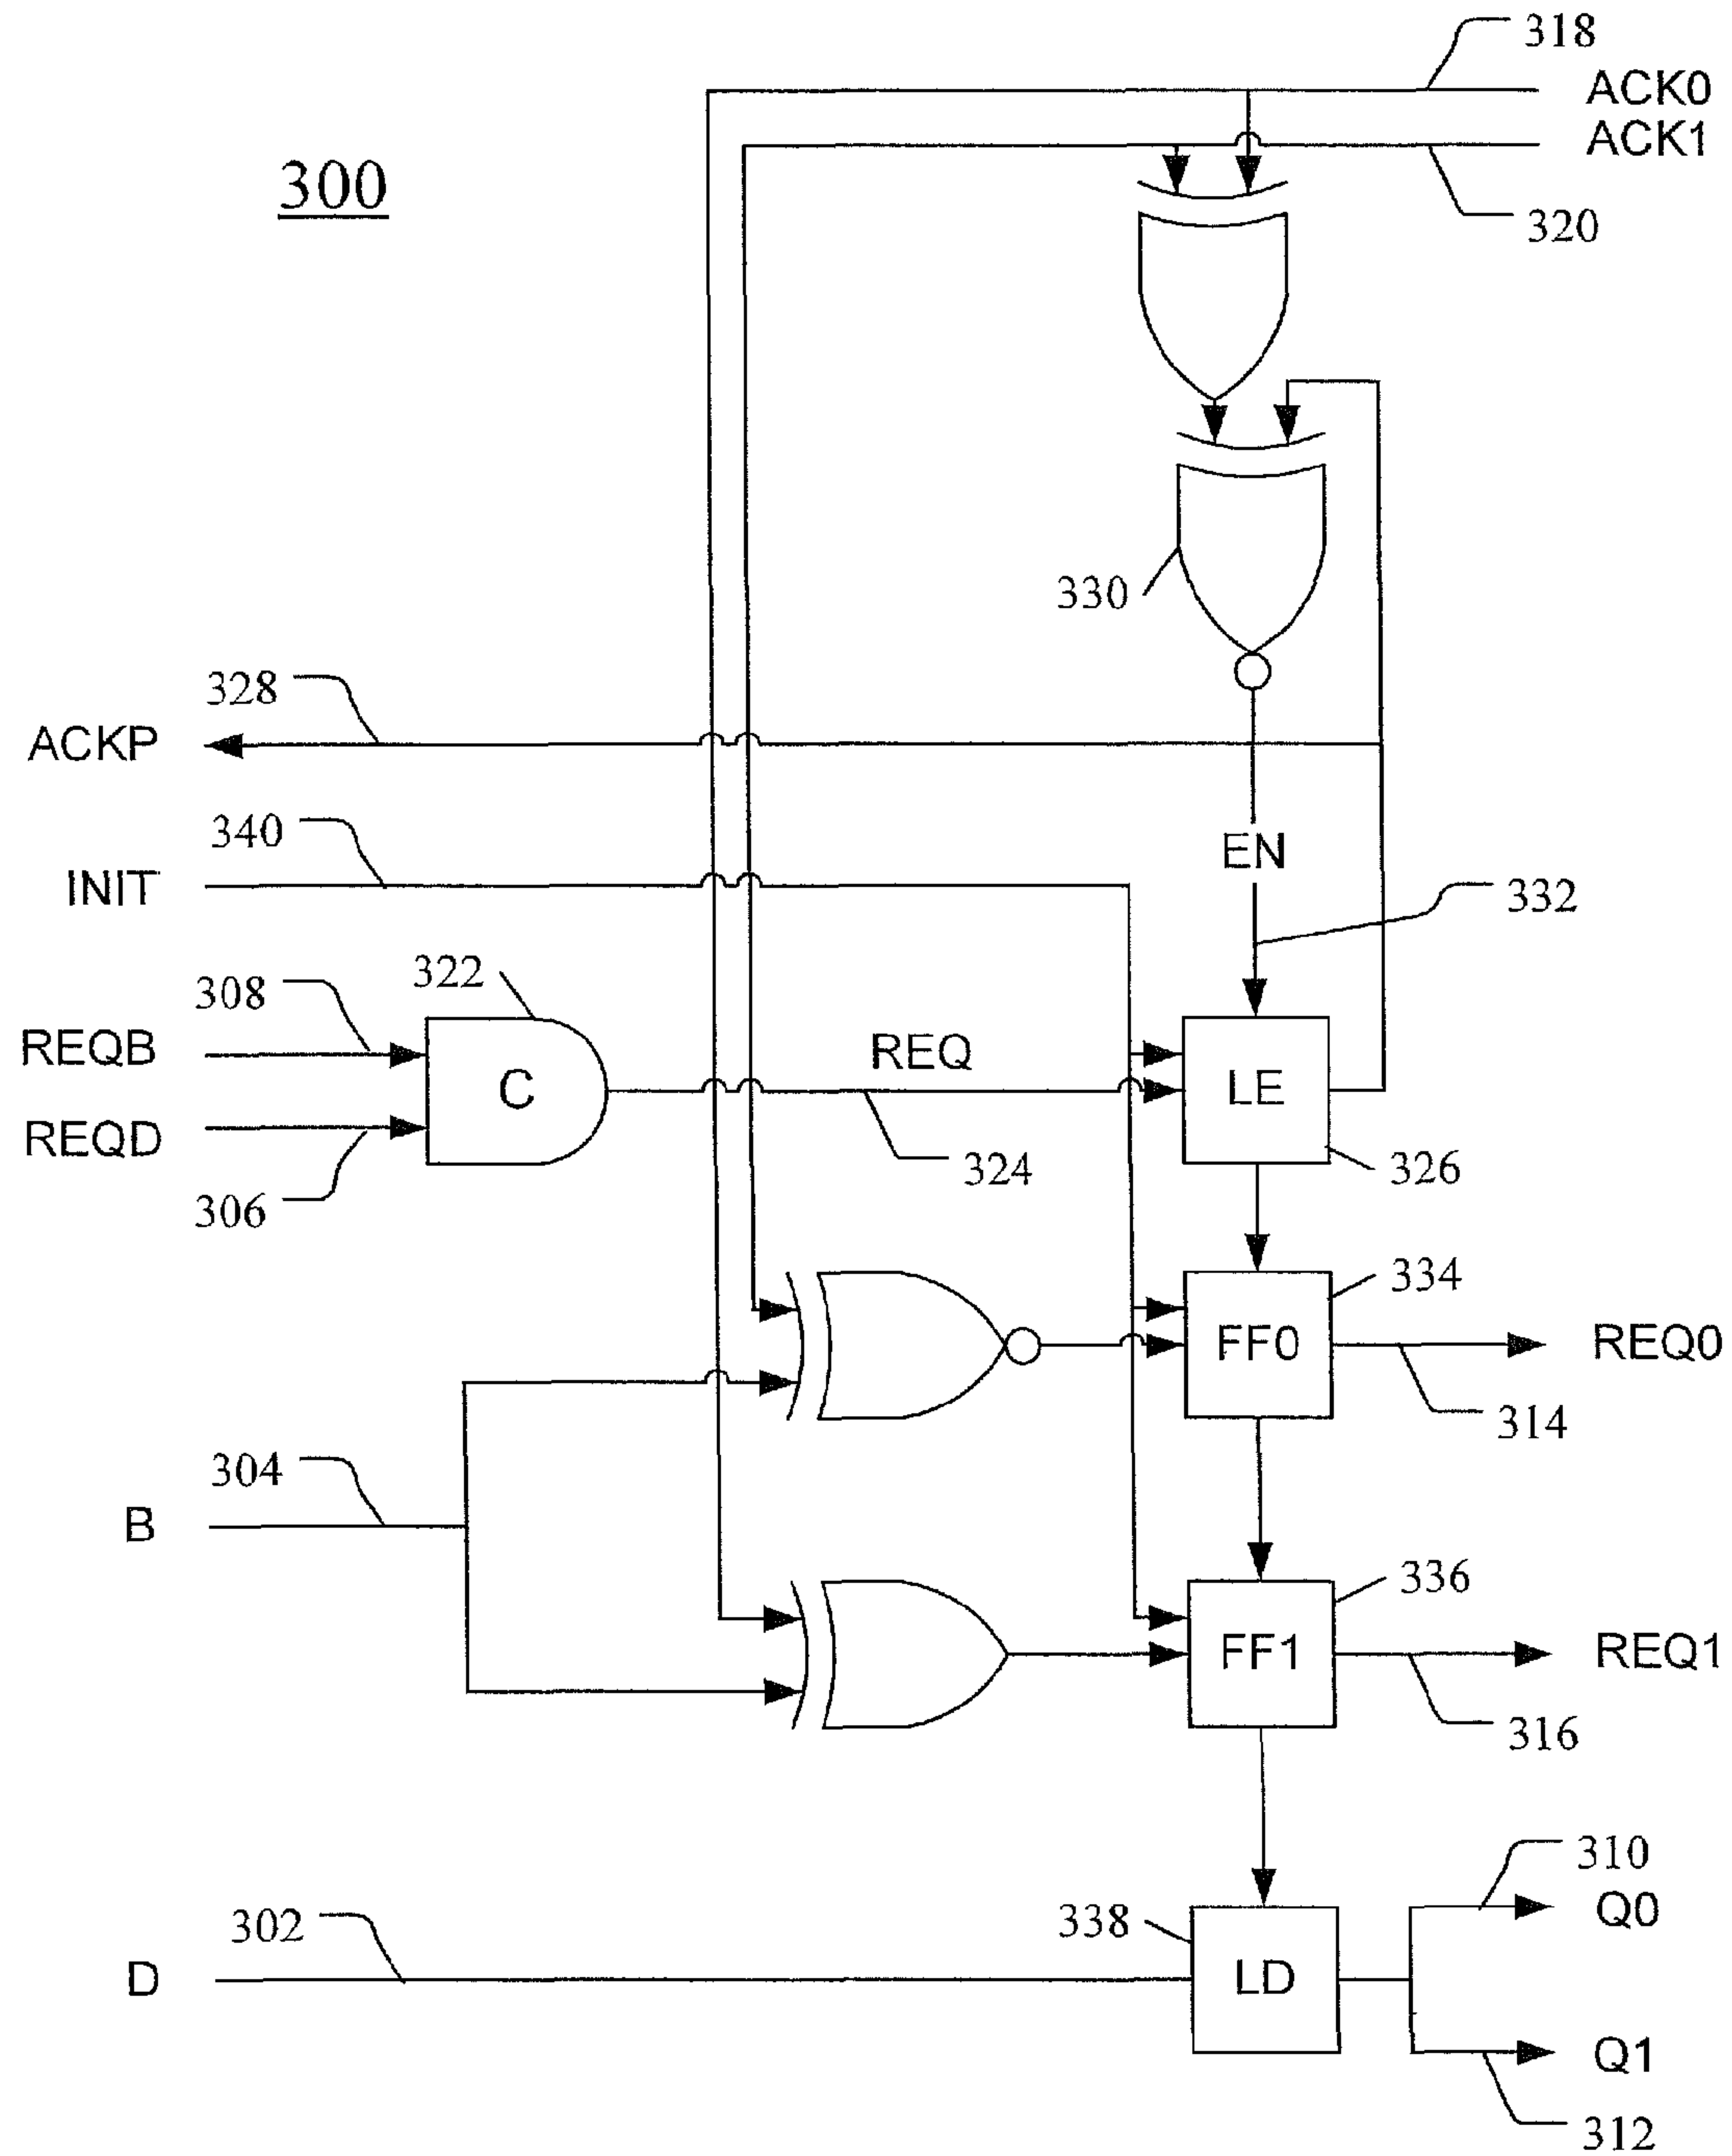 318
ACK0
ACK1
300
320
330
328
ACKP
340
INIT
EN
332
322
308
REQB
REQ
C
LE
REQD
324
326
306
334
FF0
REQ0
314
304
B
336
FF1
REQ1
316
310
Q0
302
338
D
LD
Q1
312